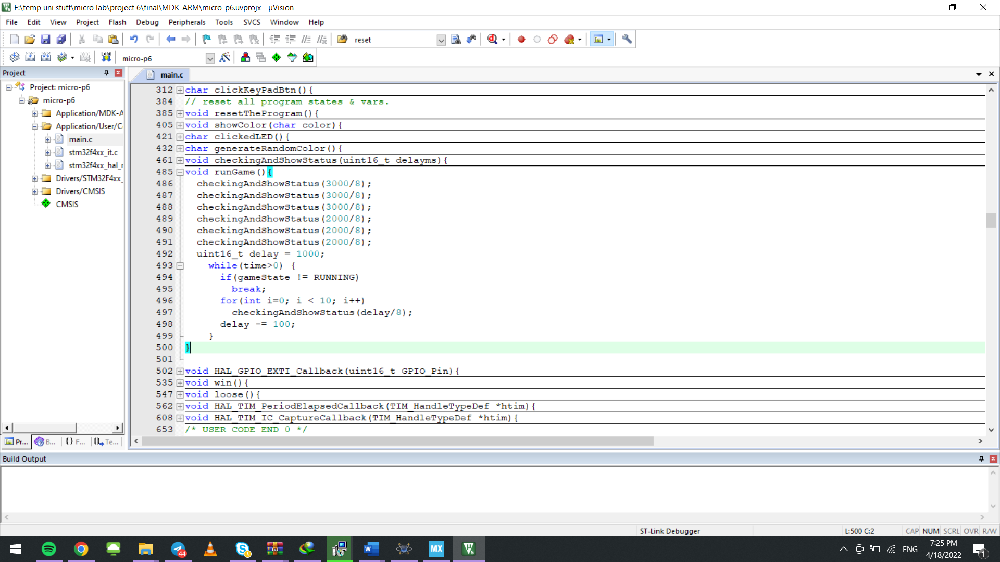 E:\temp uni stuff\micro lab\project 6\final\MDK-ARM\micro-p6.uvprojx - µVision
File Edit View Project Flash Debug Peripherals Tools SVCS Window Help
reset
LOAD micro-p6
Project
main.c
Project: micro-p6
micro-p6
Application/MDK-A
Application/User/C
main.c
stm32f4xx_it.c
stm32f4xx_hal_r
Drivers/STM32F4xx_
Drivers/CMSIS
CMSIS
Pr... B... {} F... Te...
312 char clickKeyPadBtn(){
384 // reset all program states & vars.
385 void resetTheProgram(){
405 void showColor(char color){
421 char clickedLED(){
432 char generateRandomColor(){
461 void checkingAndShowStatus(uint16_t delayms){
485 void runGame(){
486 checkingAndShowStatus(3000/8);
487 checkingAndShowStatus(3000/8);
488 checkingAndShowStatus(3000/8);
489 checkingAndShowStatus(2000/8);
490 checkingAndShowStatus(2000/8);
491 checkingAndShowStatus(2000/8);
492 uint16_t delay = 1000;
493 while(time>0) {
494 if(gameState != RUNNING)
495 break;
496 for(int i=0; i < 10; i++)
497 checkingAndShowStatus(delay/8);
498 delay -= 100;
499 }
500 }
501
502 void HAL_GPIO_EXTI_Callback(uint16_t GPIO_Pin){
535 void win(){
547 void loose(){
562 void HAL_TIM_PeriodElapsedCallback(TIM_HandleTypeDef *htim){
608 void HAL_TIM_IC_CaptureCallback(TIM_HandleTypeDef *htim){
653 /* USER CODE END 0 */
Build Output
ST-Link Debugger L:500 C:2 CAP NUM SCRL OVR R/W
44 W MX ENG 7:25 PM
4/18/2022 1